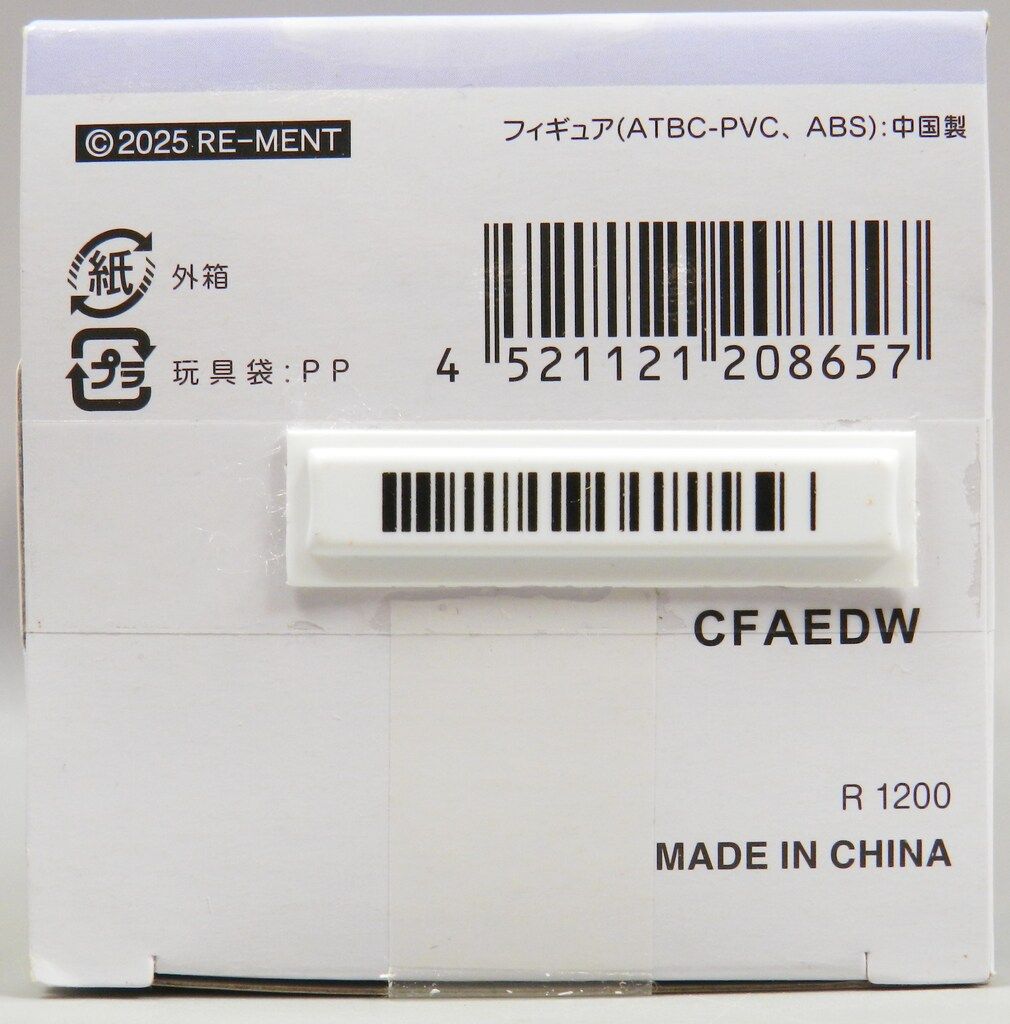 ©2025 RE-MENT
フィギュア(ATBC-PVC、ABS):中国製
紙 外箱
プラ 玩具袋:PP
4 521121 208657
CFAEDW
R 1200
MADE IN CHINA